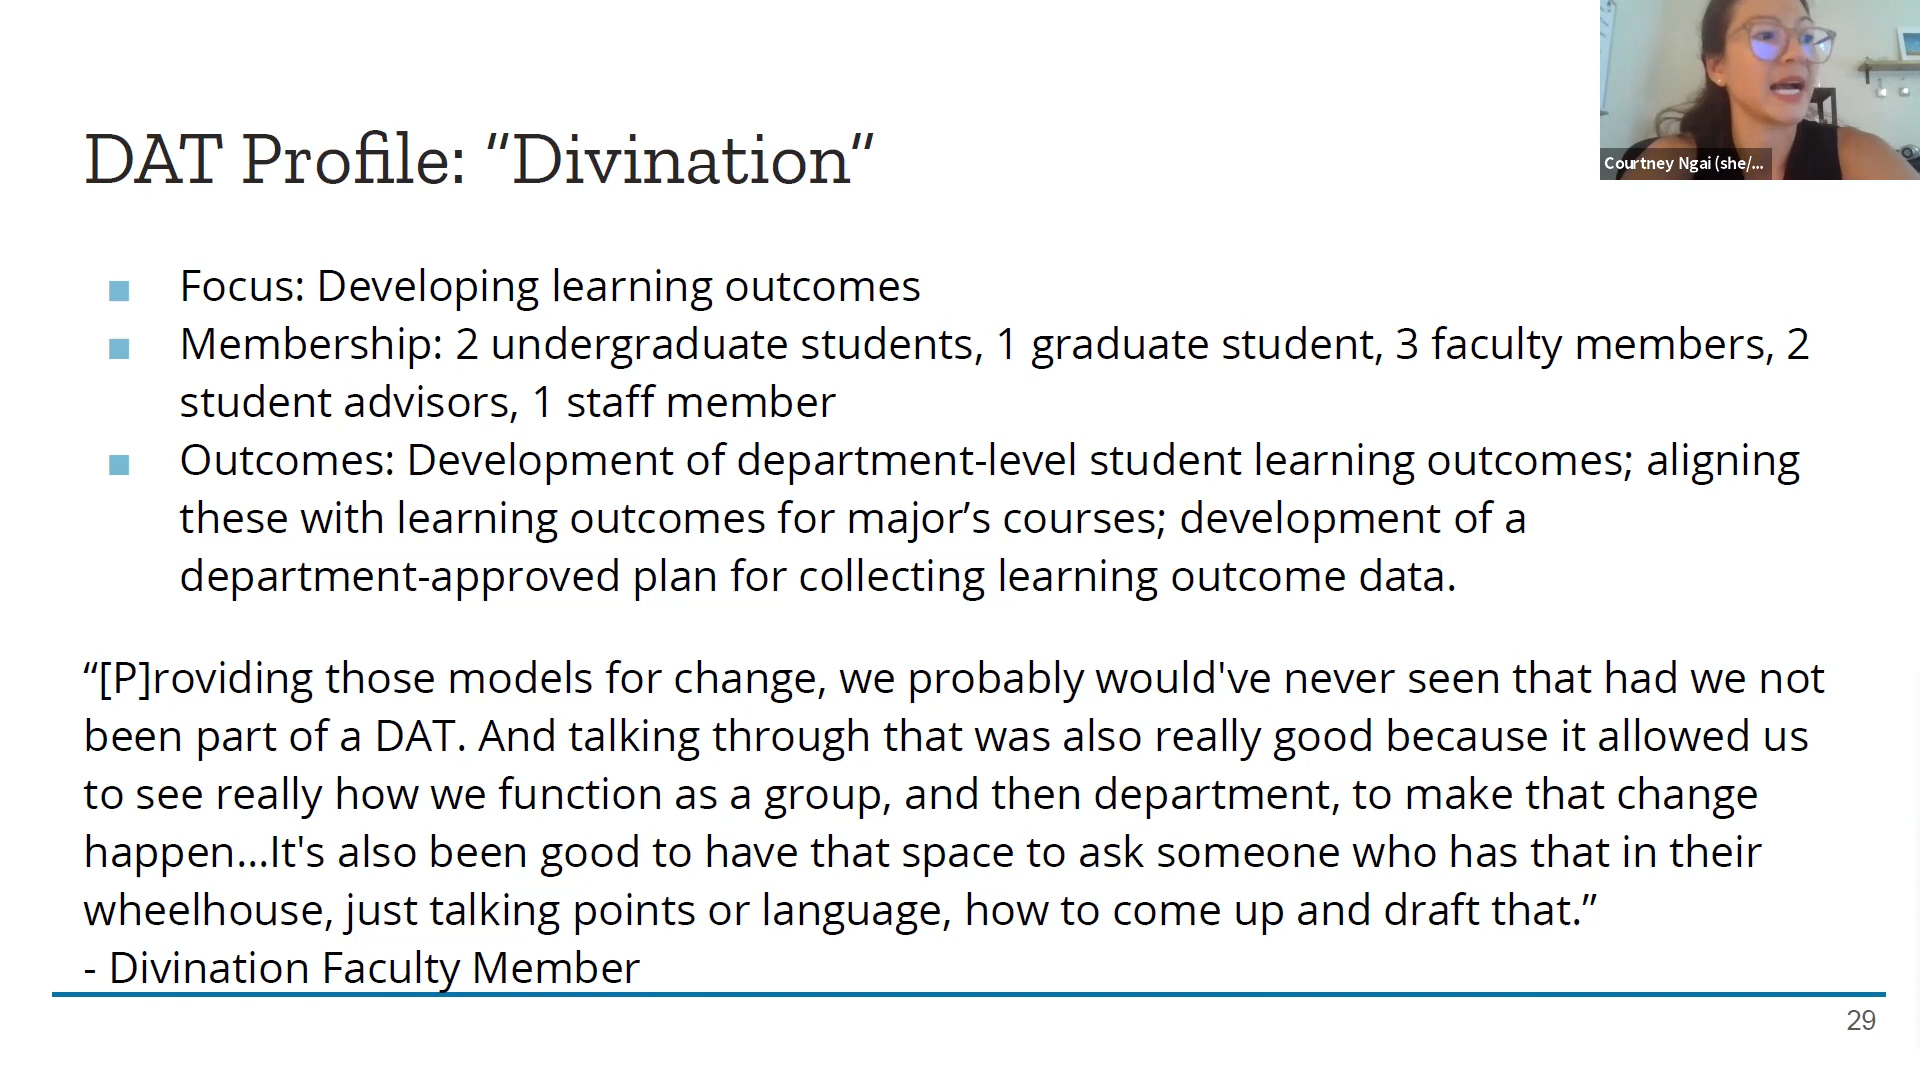 Courtney Ngai (she/...
DAT Profile: “Divination”
Focus: Developing learning outcomes
Membership: 2 undergraduate students, 1 graduate student, 3 faculty members, 2
student advisors, 1 staff member
Outcomes: Development of department-level student learning outcomes; aligning
these with learning outcomes for major’s courses; development of a
department-approved plan for collecting learning outcome data.
“[P]roviding those models for change, we probably would've never seen that had we not
been part of a DAT. And talking through that was also really good because it allowed us
to see really how we function as a group, and then department, to make that change
happen...It's also been good to have that space to ask someone who has that in their
wheelhouse, just talking points or language, how to come up and draft that.”
- Divination Faculty Member
29